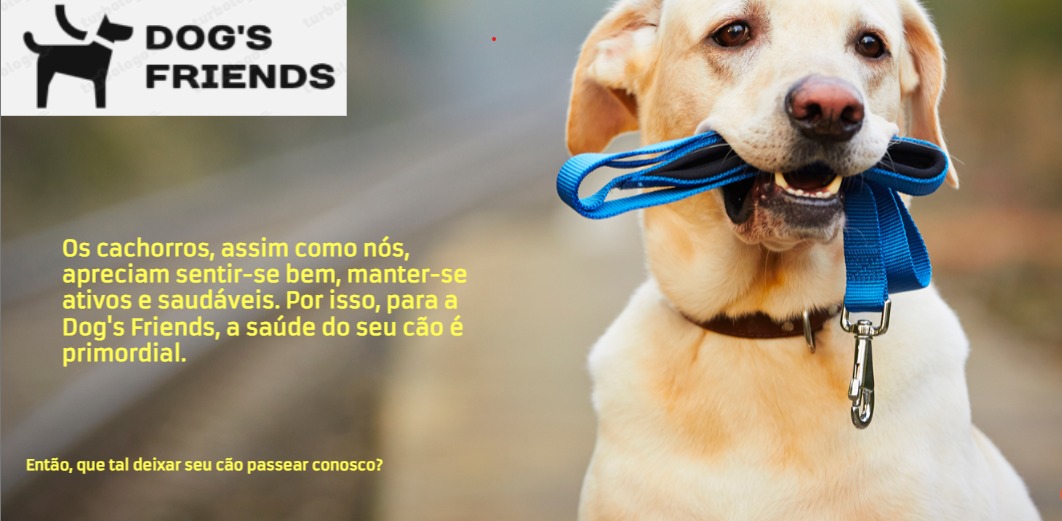 DOG'S
FRIENDS
Os cachorros, assim como nós,
apreciam sentir-se bem, manter-se
ativos e saudáveis. Por isso, para a
Dog's Friends, a saúde do seu cão é
primordial.
Então, que tal deixar seu cão passear conosco?